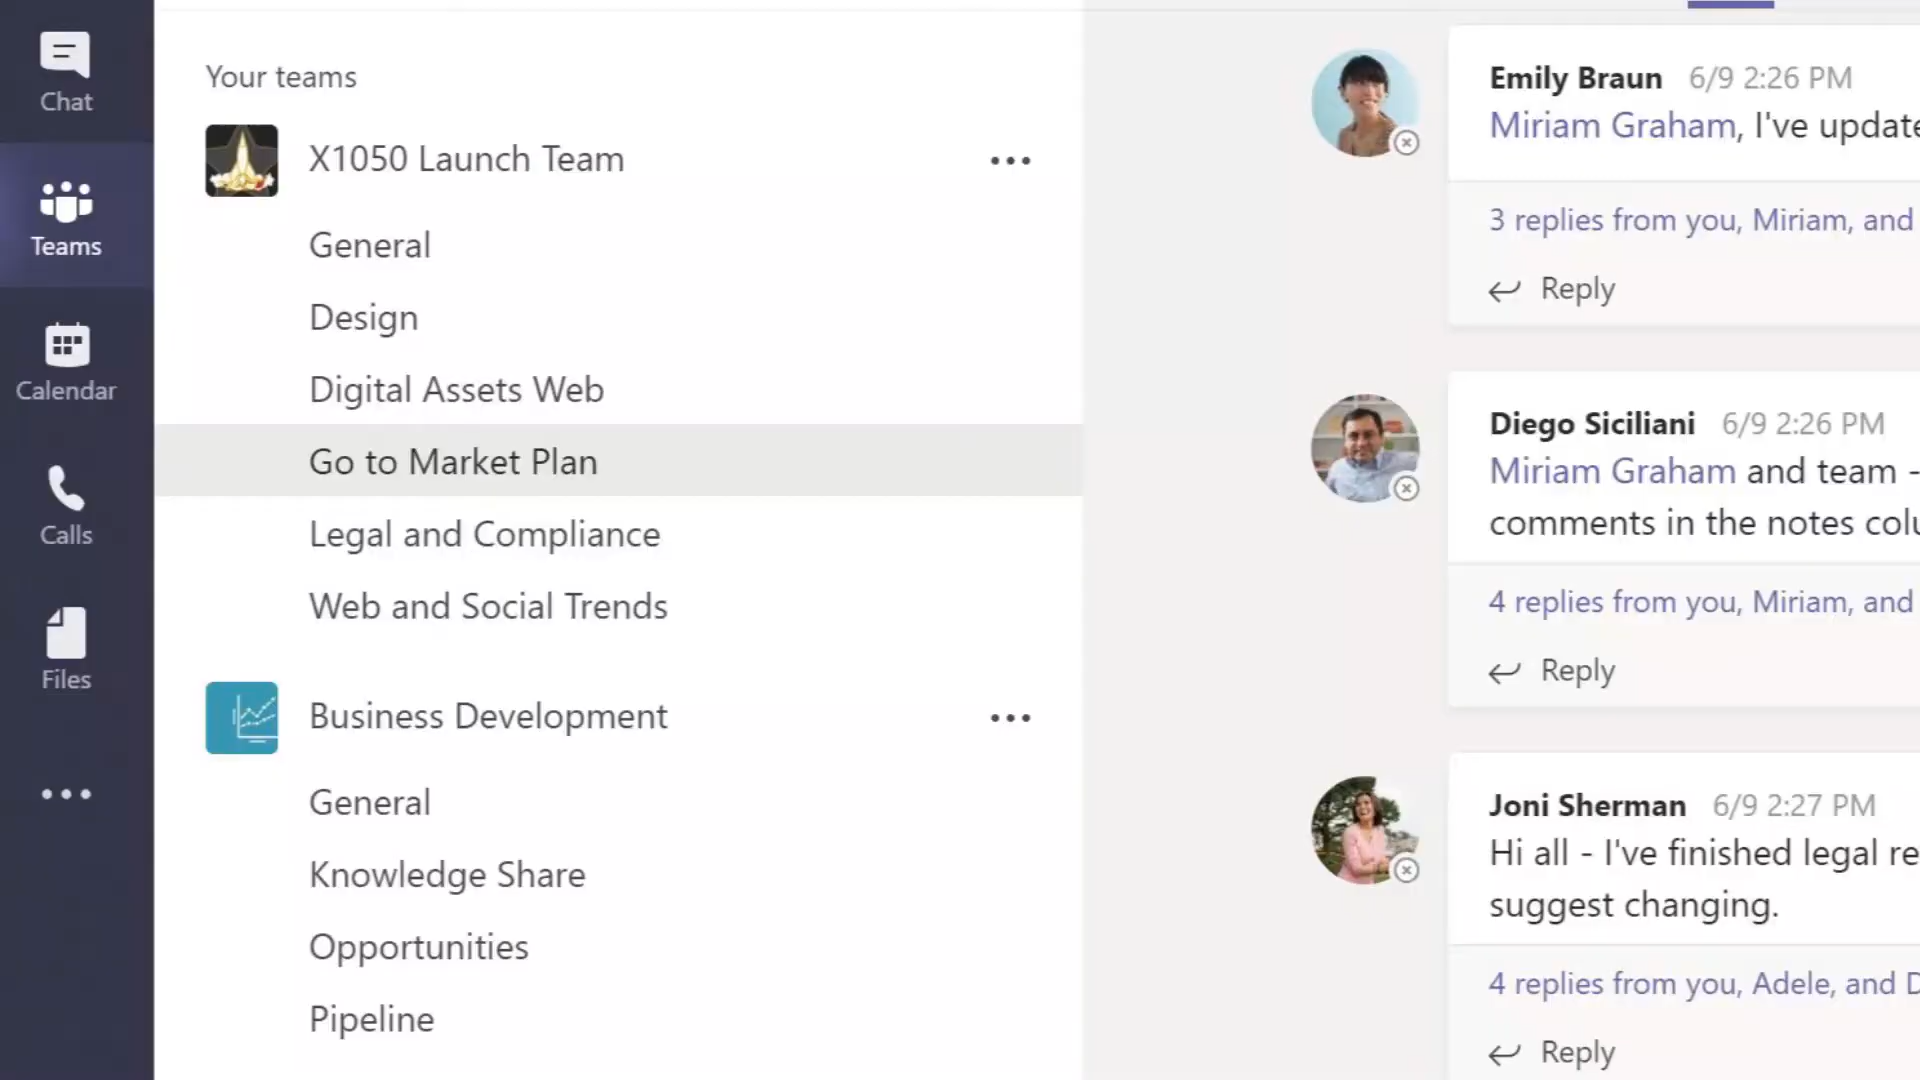 Chat
Teams
Calendar
Calls
Files
Your teams
X1050 Launch Team
General
Design
Digital Assets Web
Go to Market Plan
Legal and Compliance
Web and Social Trends
Business Development
General
Knowledge Share
Opportunities
Pipeline
Emily Braun 6/9 2:26 PM
Miriam Graham, I've update
3 replies from you, Miriam, and
Reply
Diego Siciliani 6/9 2:26 PM
Miriam Graham and team -
comments in the notes colu
4 replies from you, Miriam, and
Reply
Joni Sherman 6/9 2:27 PM
Hi all - I've finished legal re
suggest changing.
4 replies from you, Adele, and D
Reply